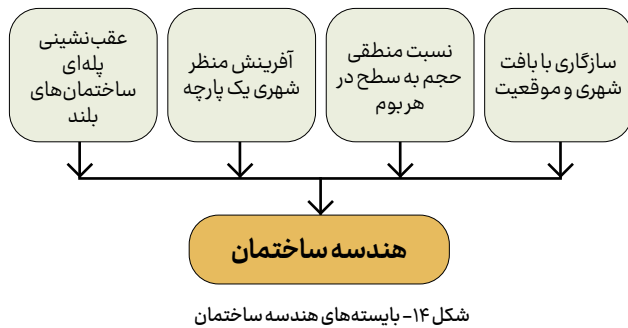 سازگاری با بافت
شهری و موقعیت
نسبت منطقی
حجم به سطح در
هر بوم
آفرینش منظر
شهری یک پارچه
عقب‌نشینی
پله‌ای
ساختمان‌های
بلند
هندسه ساختمان
شکل ۱۴- بایسته‌های هندسه ساختمان